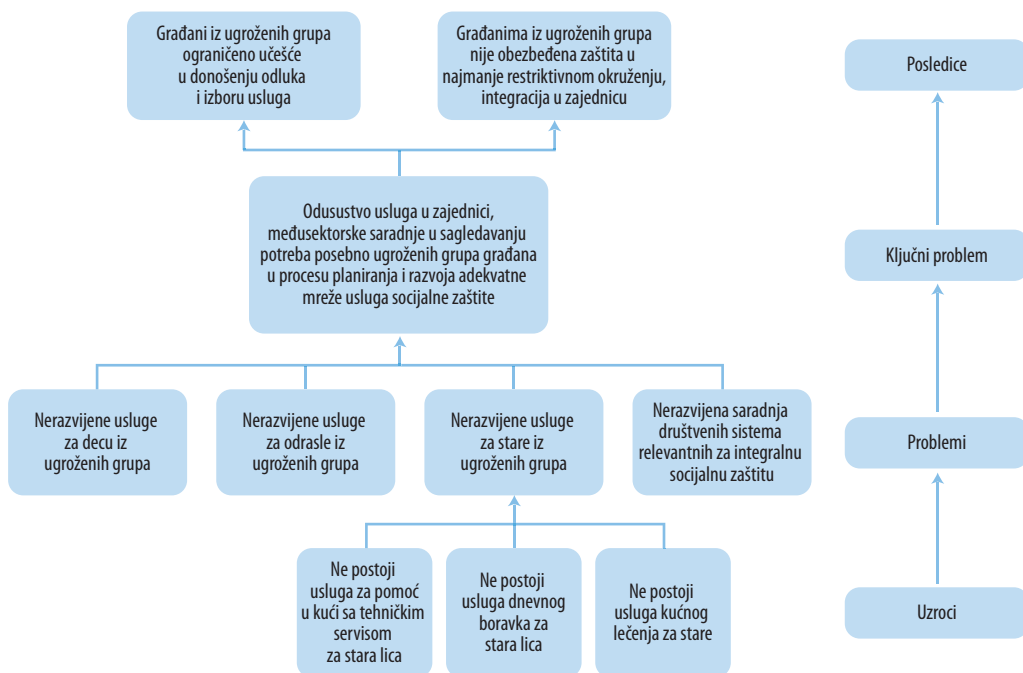 Građani iz ugroženih grupa
ograničeno učešće
u donošenju odluka
i izboru usluga
Građanima iz ugroženih grupa
nije obezbeđena zaštita u
najmanje restriktivnom okruženju,
integracija u zajednicu
Posledice
Odusustvo usluga u zajednici,
međusektorske saradnje u sagledavanju
potreba posebno ugroženih grupa građana
u procesu planiranja i razvoja adekvatne
mreže usluga socijalne zaštite
Ključni problem
Nerazvijene usluge
za decu iz
ugroženih grupa
Nerazvijene usluge
za odrasle iz
ugroženih grupa
Nerazvijene usluge
za stare iz
ugroženih grupa
Nerazvijena saradnja
društvenih sistema
relevantnih za integralnu
socijalnu zaštitu
Problemi
Ne postoji
usluga za pomoć
u kući sa tehničkim
servisom
za stara lica
Ne postoji
usluga dnevnog
boravka za
stara lica
Ne postoji
usluga kućnog
lečenja za stare
Uzroci